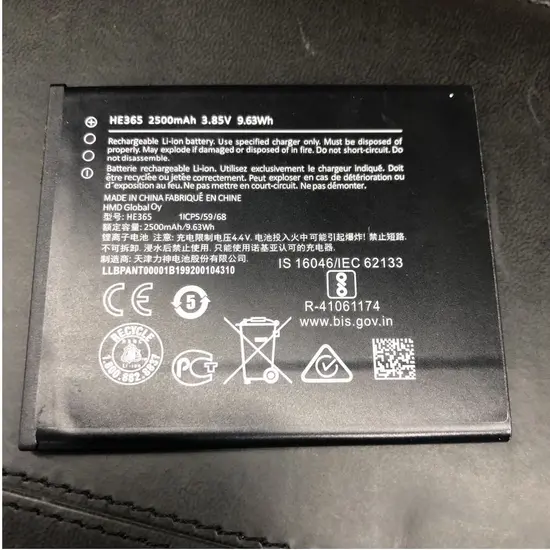 HE365 2500mAh 3.85V 9.63Wh
Rechargeable Li-ion battery. Use specified charger only. Must be disposed of
properly. May explode if damaged or disposed of in fire. Do not short-circuit. Do
not disassemble.
Batterie rechargeable Li-ion. Utilisez exclusivement le chargeur indiqué. Doit
être recyclée ou jetée correctement. Peut exploser en cas de détérioration ou
d'exposition au feu. Ne pas mettre en court-circuit. Ne pas démonter.
MADE IN CHINA FABRIQUÉ EN CHINE
HMD Global Oy
型号: HE365 1ICP5/59/68
额定容量: 2500mAh/9.63Wh
锂离子电池 注意: 充电限制电压4.4V. 电池投入火中可能引起爆炸! 禁止
拆卸不拆毁. 浸水后禁止使用. 只能使用诺基亚认可的充电器。
制造商: 天津力神电池股份有限公司
LLBPANT00001B199200104310
IS 16046/IEC 62133
R-41061174
www.bis.gov.in
CE
5
RECYCLE
Li-ion
1.800.822.8837